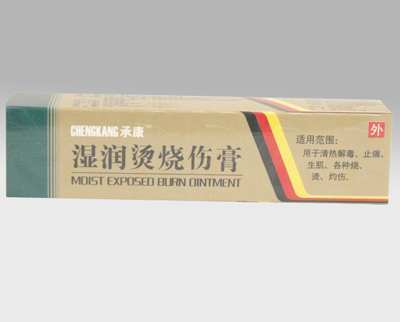 CHENGKANG 承康™
湿润烫烧伤膏
MOIST EXPOSED BURN OINTMENT
外
适用范围:
用于清热解毒、止痛、
生肌、各种烧、
烫、灼伤。